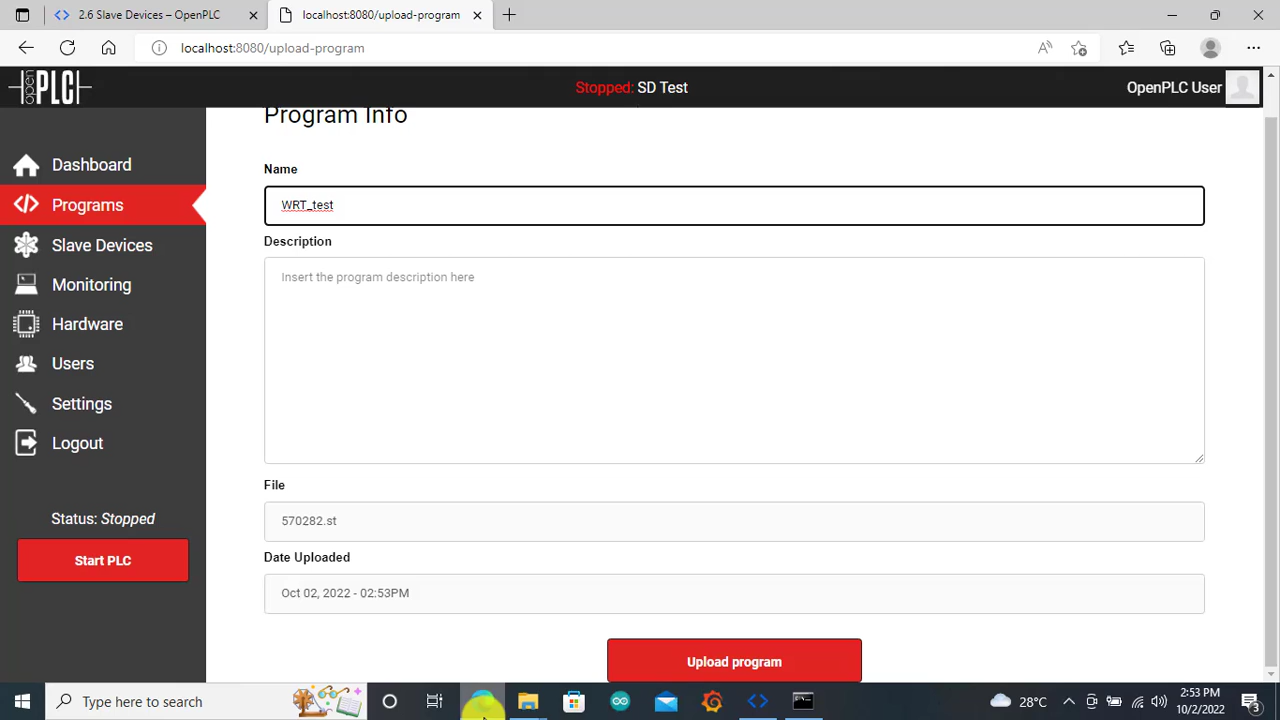 2.6 Slave Devices – OpenPLC
localhost:8080/upload-program
localhost:8080/upload-program
open PLC
Stopped: SD Test
OpenPLC User
Program Info
Dashboard
Programs
Slave Devices
Monitoring
Hardware
Users
Settings
Logout
Status: Stopped
Start PLC
Name
WRT_test
Description
Insert the program description here
File
570282.st
Date Uploaded
Oct 02, 2022 - 02:53PM
Upload program
Type here to search
28°C
2:53 PM
10/2/2022
3